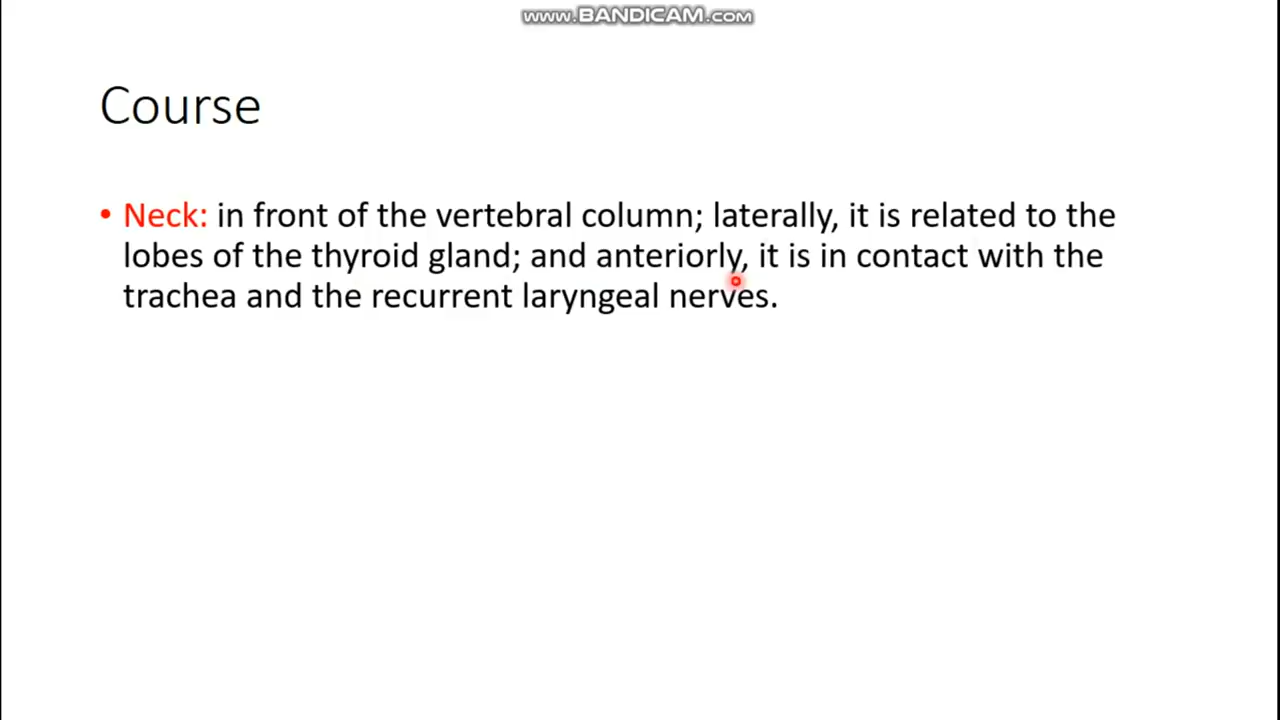 www.BANDICAM.com
Course
• Neck: in front of the vertebral column; laterally, it is related to the
lobes of the thyroid gland; and anteriorly, it is in contact with the
trachea and the recurrent laryngeal nerves.